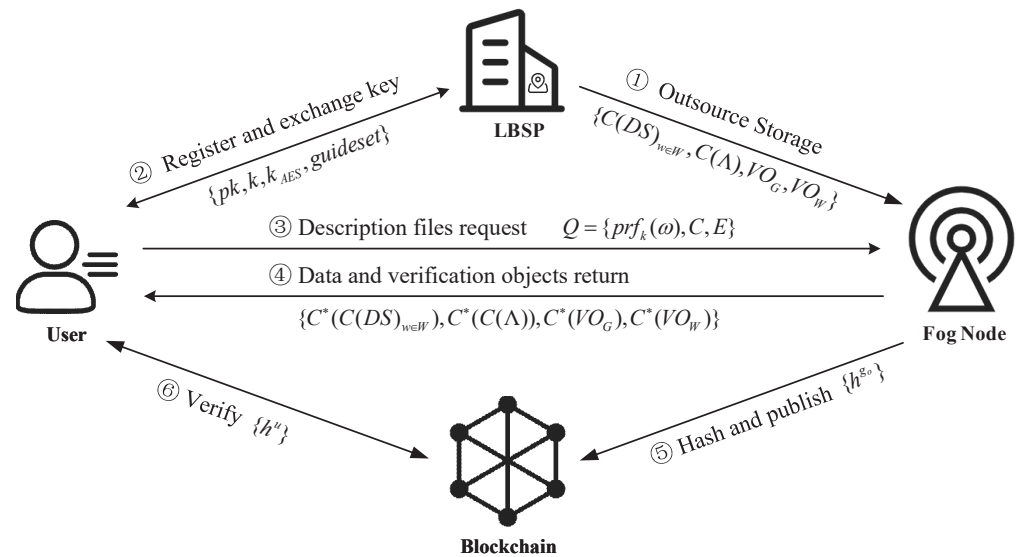 LBSP
① Outsource Storage
{C(DS)_{w∈W}, C(Λ), VO_G, VO_W}
② Register and exchange key
{pk, k, k_{AES}, guideset}
③ Description files request Q = {prf_k(ω), C, E}
④ Data and verification objects return
{C*(C(DS)_{w∈W}), C*(C(Λ)), C*(VO_G), C*(VO_W)}
User
Fog Node
⑥ Verify {h^u}
⑤ Hash and publish {h^{g_o}}
Blockchain